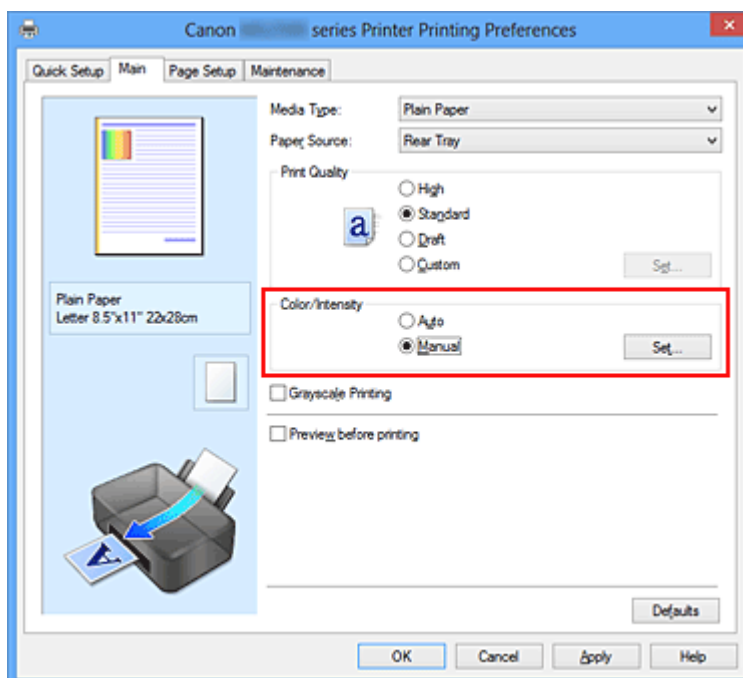 Canon series Printer Printing Preferences
Quick Setup Main Page Setup Maintenance
Media Type: Plain Paper
Paper Source: Rear Tray
Print Quality
High
Standard
Draft
Custom Set...
Plain Paper
Letter 8.5"x11" 22x28cm
Color/Intensity
Auto
Manual Set...
Grayscale Printing
Preview before printing
Defaults
OK Cancel Apply Help